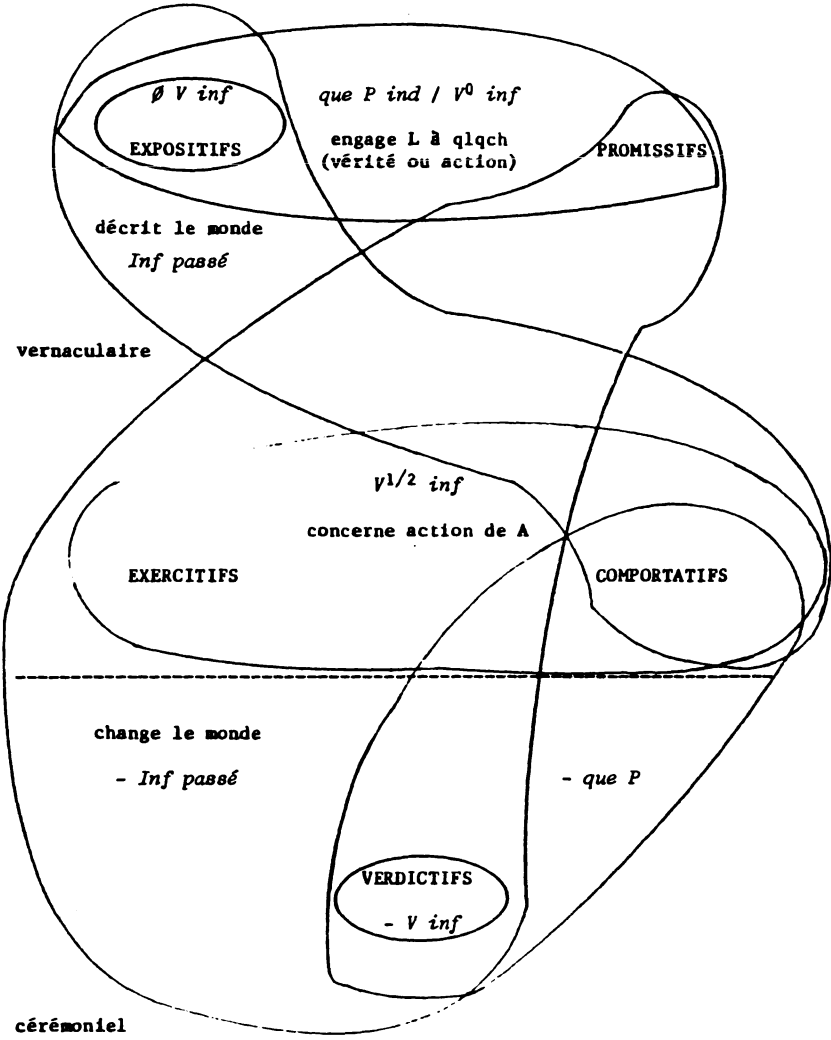 ø V inf
que P ind / V⁰ inf
EXPOSITIFS
engage L à qlqch
(vérité ou action)
PROMISSIFS
décrit le monde
Inf passé
vernaculaire
V1/2 inf
concerne action de A
EXERCITIFS
COMPORTATIFS
change le monde
- Inf passé
- que P
VERDICTIFS
- V inf
cérémoniel